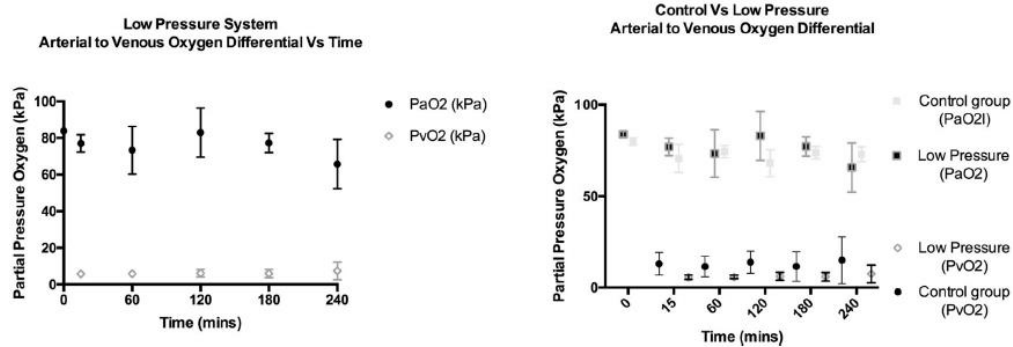 Low Pressure System
Arterial to Venous Oxygen Differential Vs Time
Partial Pressure Oxygen (kPa)
100
80
60
40
20
0
0
60
120
180
240
Time (mins)
PaO2 (kPa)
PvO2 (kPa)
Control Vs Low Pressure
Arterial to Venous Oxygen Differential
Partial Pressure Oxygen (kPa)
100
50
0
0
15
60
120
180
240
Time (mins)
Control group
(PaO2l)
Low Pressure
(PaO2)
Low Pressure
(PvO2)
Control group
(PvO2)